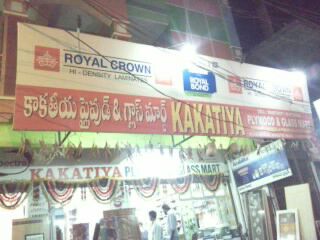 ROYAL CROWN
HI - DENSITY LAMINATES
ROYAL BOND
ROYAL CROWN
కాకతీయ ప్లైవుడ్ & గ్లాస్ మార్ట్ KAKATIYA
PLYWOOD & GLASS MART
KAKATIYA
GLASS MART